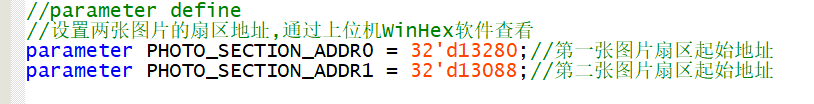 //parameter define
//设置两张图片的扇区地址,通过上位机WinHex软件查看
parameter PHOTO_SECTION_ADDR0 = 32'd13280;//第一张图片扇区起始地址
parameter PHOTO_SECTION_ADDR1 = 32'd13088;//第二张图片扇区起始地址